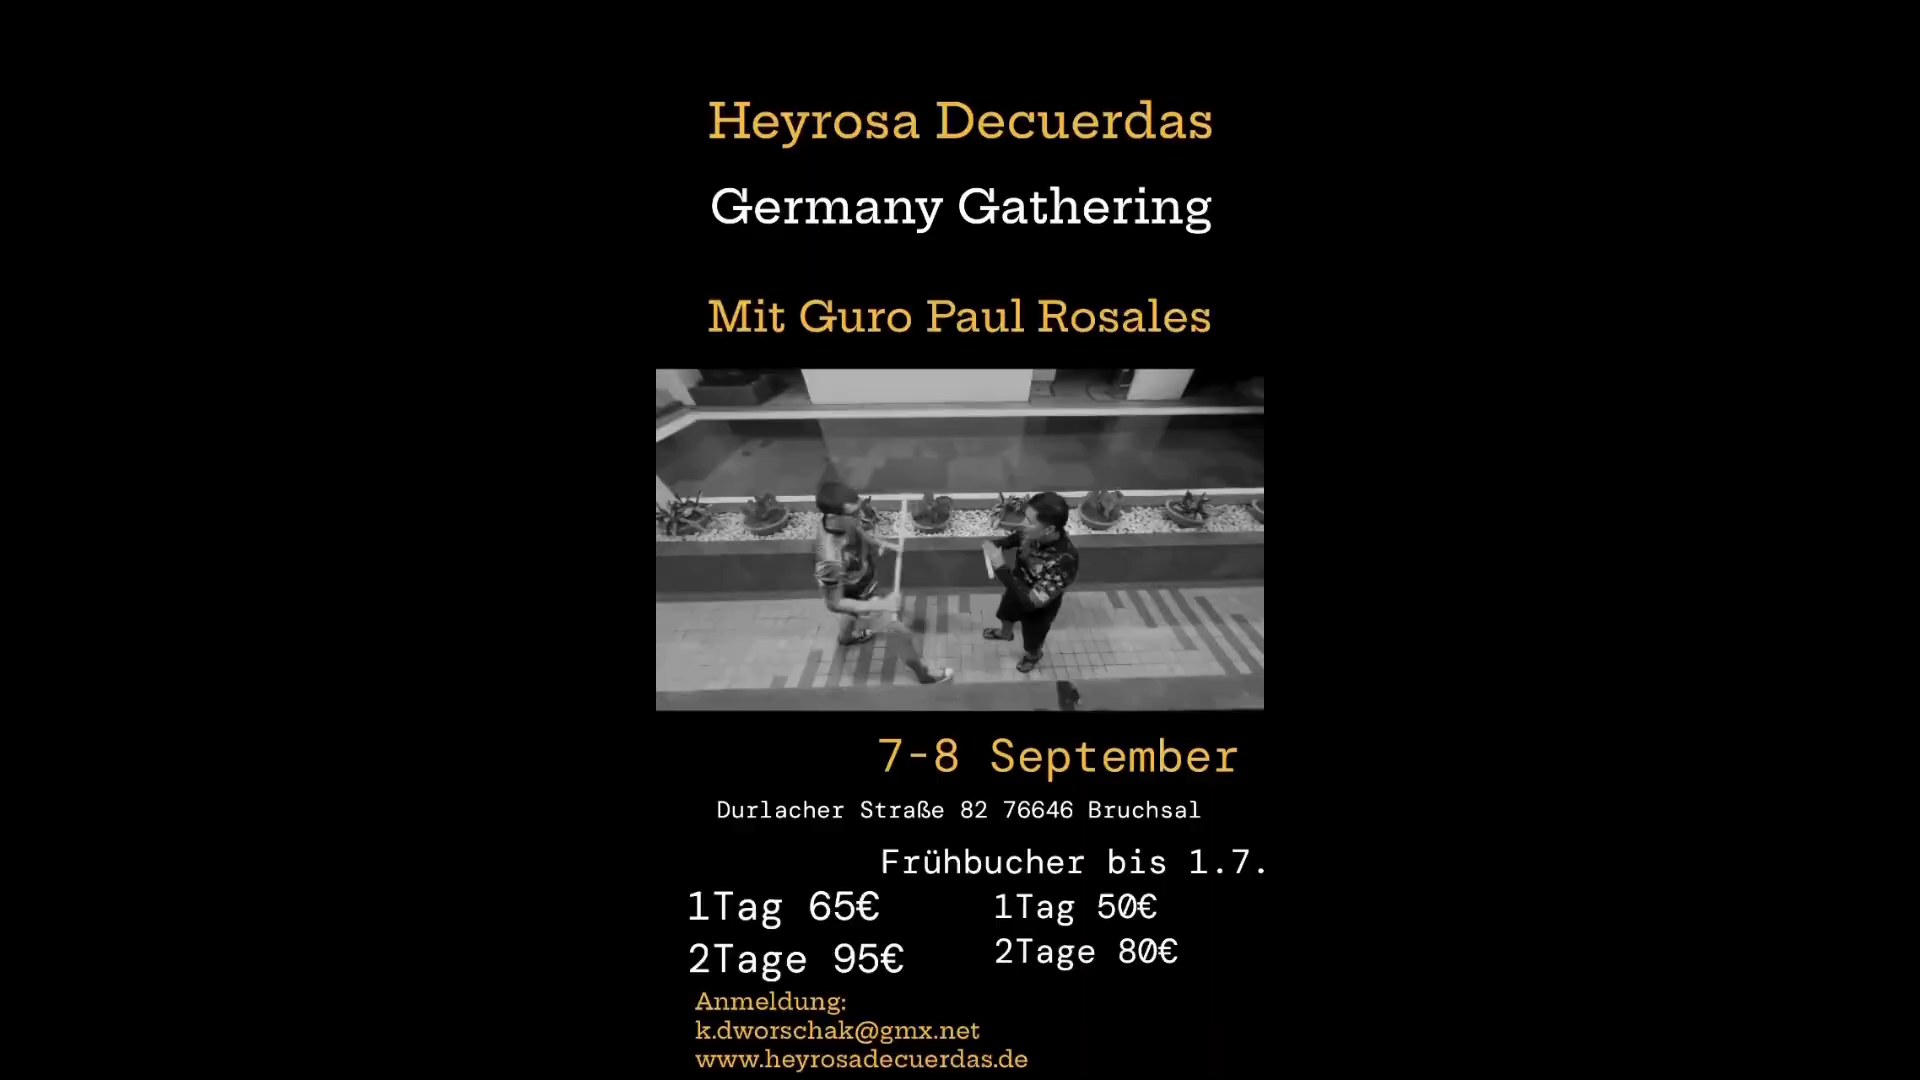 Heyrosa Decuerdas
Germany Gathering
Mit Guro Paul Rosales
7-8 September
Durlacher Straße 82 76646 Bruchsal
Frühbucher bis 1.7.
1Tag 65€
1Tag 50€
2Tage 95€
2Tage 80€
Anmeldung:
k.dworschak@gmx.net
www.heyrosadecuerdas.de